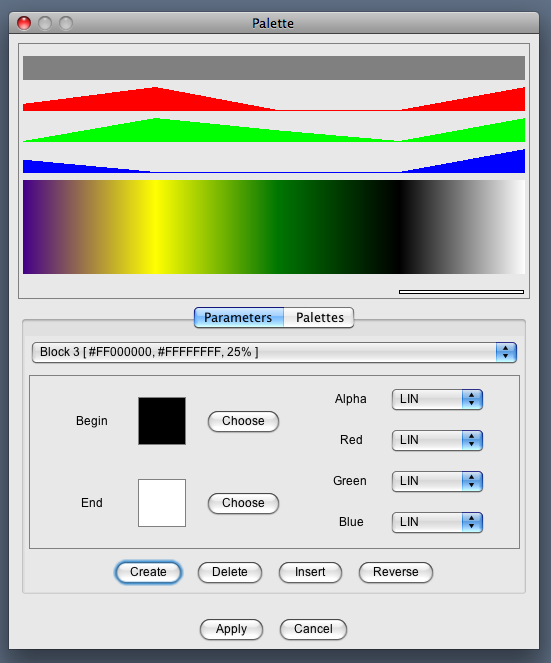 Palette
Parameters Palettes
Block 3 [ #FF000000, #FFFFFFFF, 25% ]
Alpha LIN
Begin Choose
Red LIN
Green LIN
End Choose
Blue LIN
Create Delete Insert Reverse
Apply Cancel